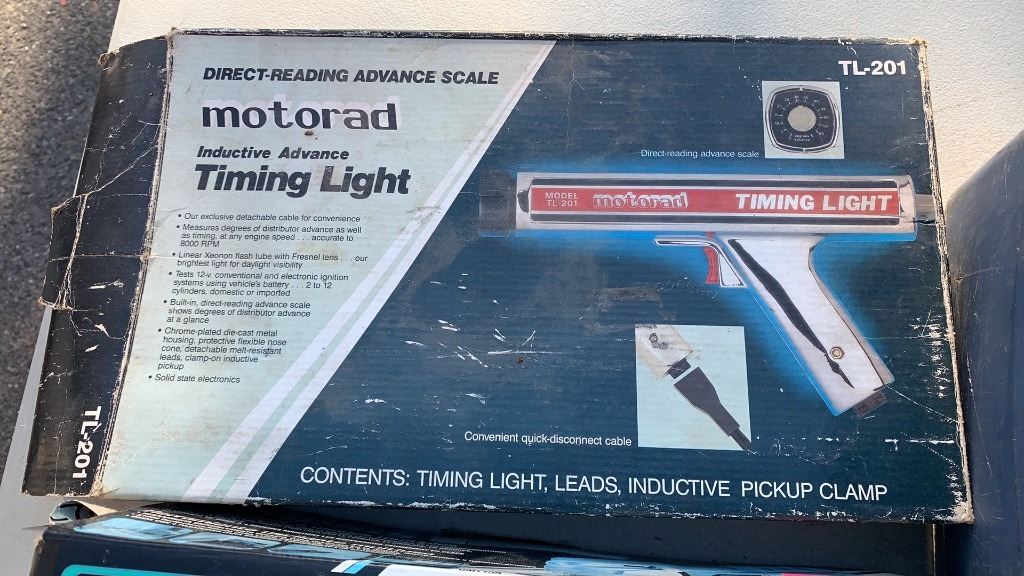 DIRECT-READING ADVANCE SCALE
motorad
Inductive Advance
Timing Light
• Our exclusive detachable cable for convenience
• Measures degrees of distributor advance as well
as timing, at any engine speed . . . accurate to
8000 RPM
• Linear Xeonon flash tube with Fresnel lens . . . our
brightest light for daylight visibility
• Tests 12-v. conventional and electronic ignition
systems using vehicle's battery . . . 2 to 12
cylinders, domestic or imported
• Built-in, direct-reading advance scale
shows degrees of distributor advance
at a glance
• Chrome-plated die-cast metal
housing, protective flexible nose
cone, detachable melt-resistant
leads, clamp-on inductive
pickup
• Solid state electronics
TL-201
Direct-reading advance scale
MODEL
TL-201
motorad
TIMING LIGHT
Convenient quick-disconnect cable
CONTENTS: TIMING LIGHT, LEADS, INDUCTIVE PICKUP CLAMP
TL-201